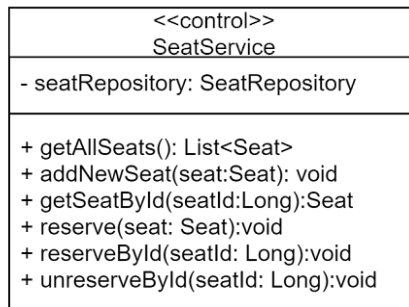 <<control>>
SeatService
- seatRepository: SeatRepository
+ getAllSeats(): List<Seat>
+ addNewSeat(seat:Seat): void
+ getSeatById(seatId:Long):Seat
+ reserve(seat: Seat):void
+ reserveById(seatId: Long):void
+ unreserveById(seatId: Long):void